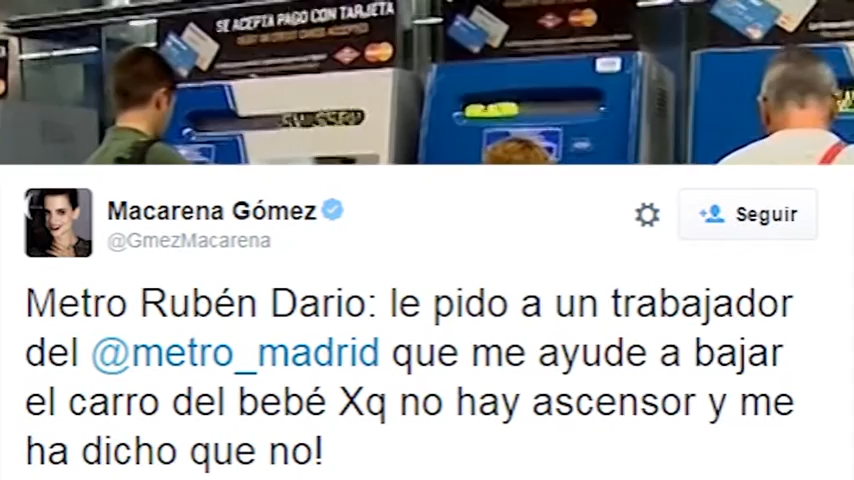 SE ACEPTA PAGO CON TARJETA
Macarena Gómez
@GmezMacarena
Seguir
Metro Rubén Dario: le pido a un trabajador
del @metro_madrid que me ayude a bajar
el carro del bebé Xq no hay ascensor y me
ha dicho que no!